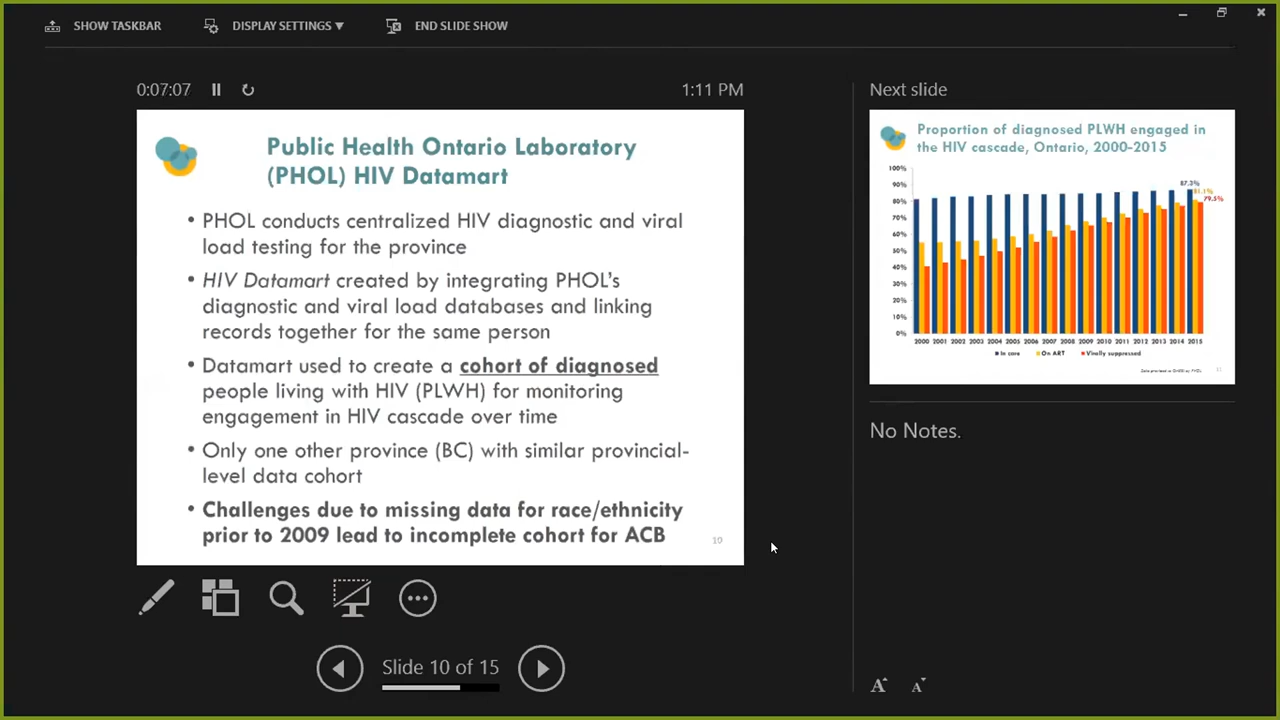 SHOW TASKBAR
DISPLAY SETTINGS ▼
END SLIDE SHOW
0:07:07
1:11 PM
Public Health Ontario Laboratory
(PHOL) HIV Datamart
• PHOL conducts centralized HIV diagnostic and viral
load testing for the province
• HIV Datamart created by integrating PHOL's
diagnostic and viral load databases and linking
records together for the same person
• Datamart used to create a cohort of diagnosed
people living with HIV (PLWH) for monitoring
engagement in HIV cascade over time
• Only one other province (BC) with similar provincial-
level data cohort
• Challenges due to missing data for race/ethnicity
prior to 2009 lead to incomplete cohort for ACB
Slide 10 of 15
Next slide
Proportion of diagnosed PLWH engaged in
the HIV cascade, Ontario, 2000-2015
100%
90%
80%
70%
60%
50%
40%
30%
20%
10%
0%
87.3%
81.1%
79.5%
2000 2001 2002 2003 2004 2005 2006 2007 2008 2009 2010 2011 2012 2013 2014 2015
In care On ART Virally suppressed
No Notes.
A A